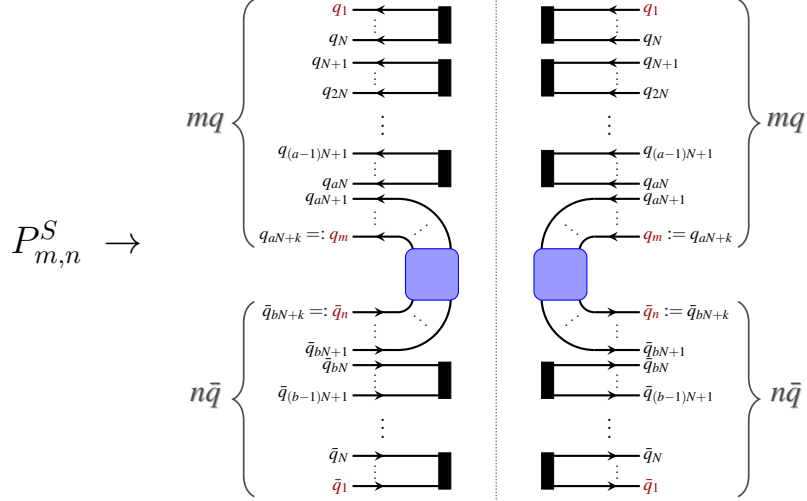 q_1 q_1
q_N q_N
q_{N+1} q_{N+1}
q_{2N} q_{2N}
mq mq
q_{(a-1)N+1} q_{(a-1)N+1}
q_{aN} q_{aN}
q_{aN+1} q_{aN+1}
q_{aN+k} =: q_m q_m := q_{aN+k}
P^S_{m,n} →
q̄_{bN+k} =: q̄_n q̄_n := q̄_{bN+k}
q̄_{bN+1} q̄_{bN+1}
q̄_{bN} q̄_{bN}
nq̄ nq̄
q̄_{(b-1)N+1} q̄_{(b-1)N+1}
q̄_N q̄_N
q̄_1 q̄_1